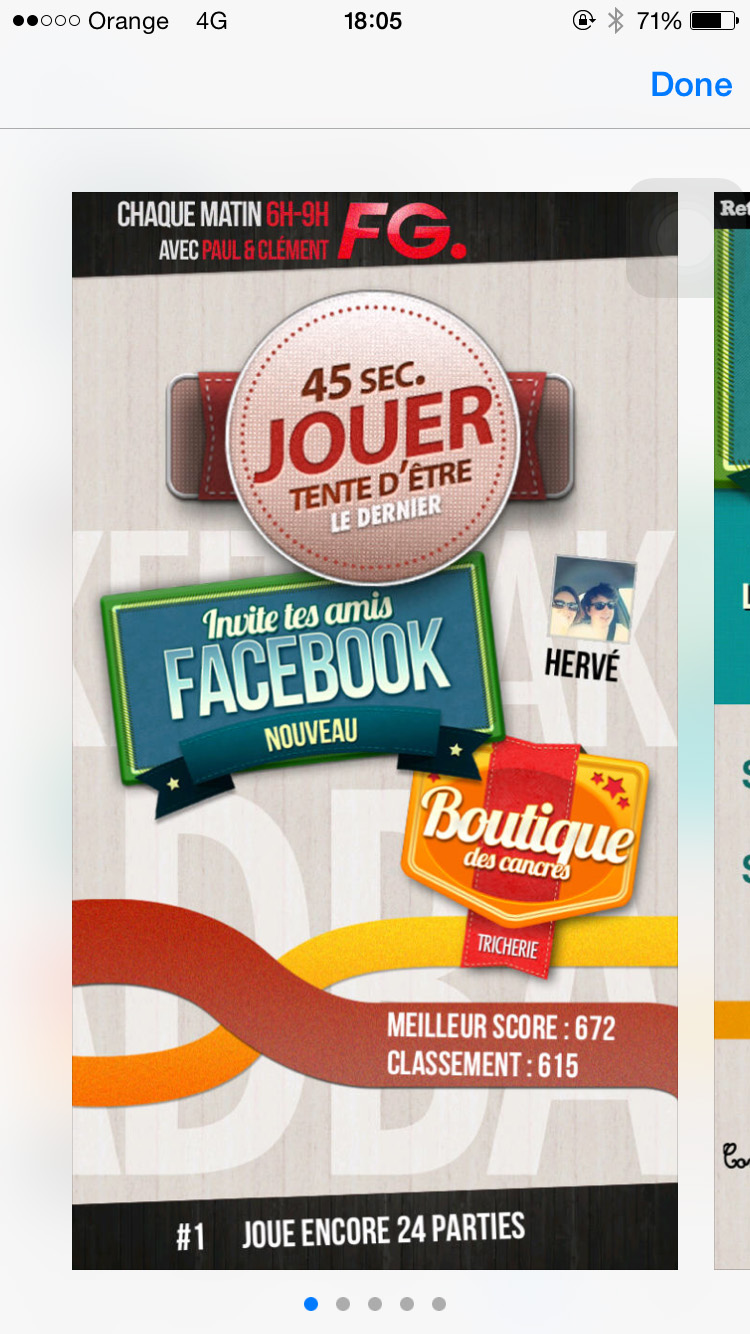 Orange 4G 18:05 71%
Done
CHAQUE MATIN 6H-9H
AVEC PAUL & CLÉMENT
FG.
45 SEC.
JOUER
TENTE D'ÊTRE
LE DERNIER
Invite tes amis
FACEBOOK
NOUVEAU
HERVÉ
Boutique
des cancres
TRICHERIE
MEILLEUR SCORE : 672
CLASSEMENT : 615
#1 JOUE ENCORE 24 PARTIES